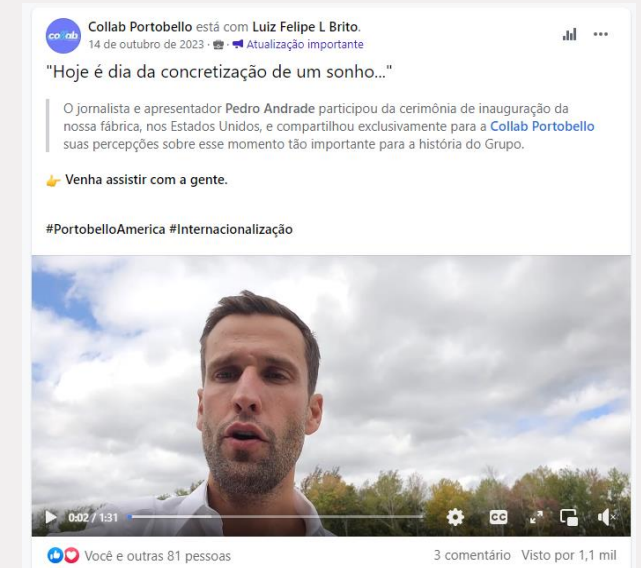 collab
Collab Portobello está com Luiz Felipe L Brito.
14 de outubro de 2023 · · Atualização importante
"Hoje é dia da concretização de um sonho..."
O jornalista e apresentador Pedro Andrade participou da cerimônia de inauguração da
nossa fábrica, nos Estados Unidos, e compartilhou exclusivamente para a Collab Portobello
suas percepções sobre esse momento tão importante para a história do Grupo.
Venha assistir com a gente.
#PortobelloAmerica #Internacionalização
0:02 / 1:31
CC
Você e outras 81 pessoas
3 comentário Visto por 1,1 mil